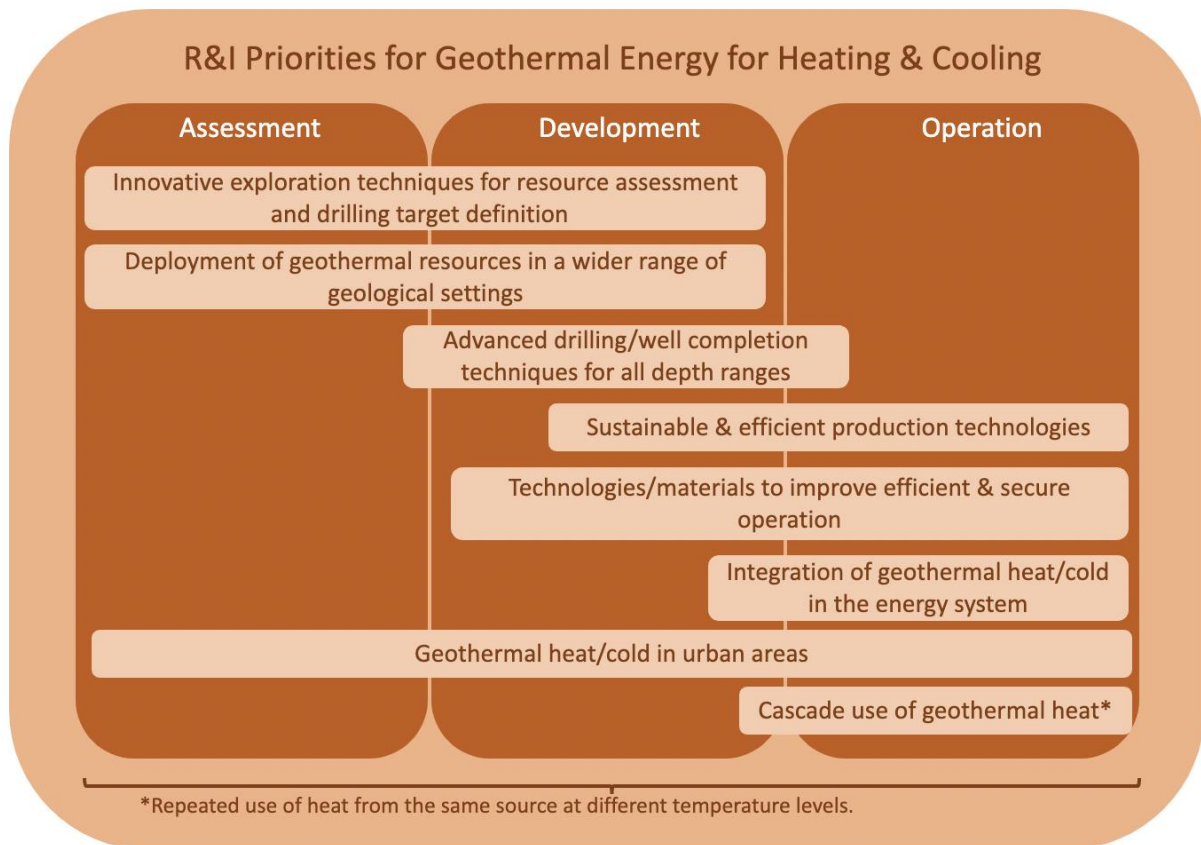 R&I Priorities for Geothermal Energy for Heating & Cooling
Assessment
Development
Operation
Innovative exploration techniques for resource assessment
and drilling target definition
Deployment of geothermal resources in a wider range of
geological settings
Advanced drilling/well completion
techniques for all depth ranges
Sustainable & efficient production technologies
Technologies/materials to improve efficient & secure
operation
Integration of geothermal heat/cold
in the energy system
Geothermal heat/cold in urban areas
Cascade use of geothermal heat*
*Repeated use of heat from the same source at different temperature levels.